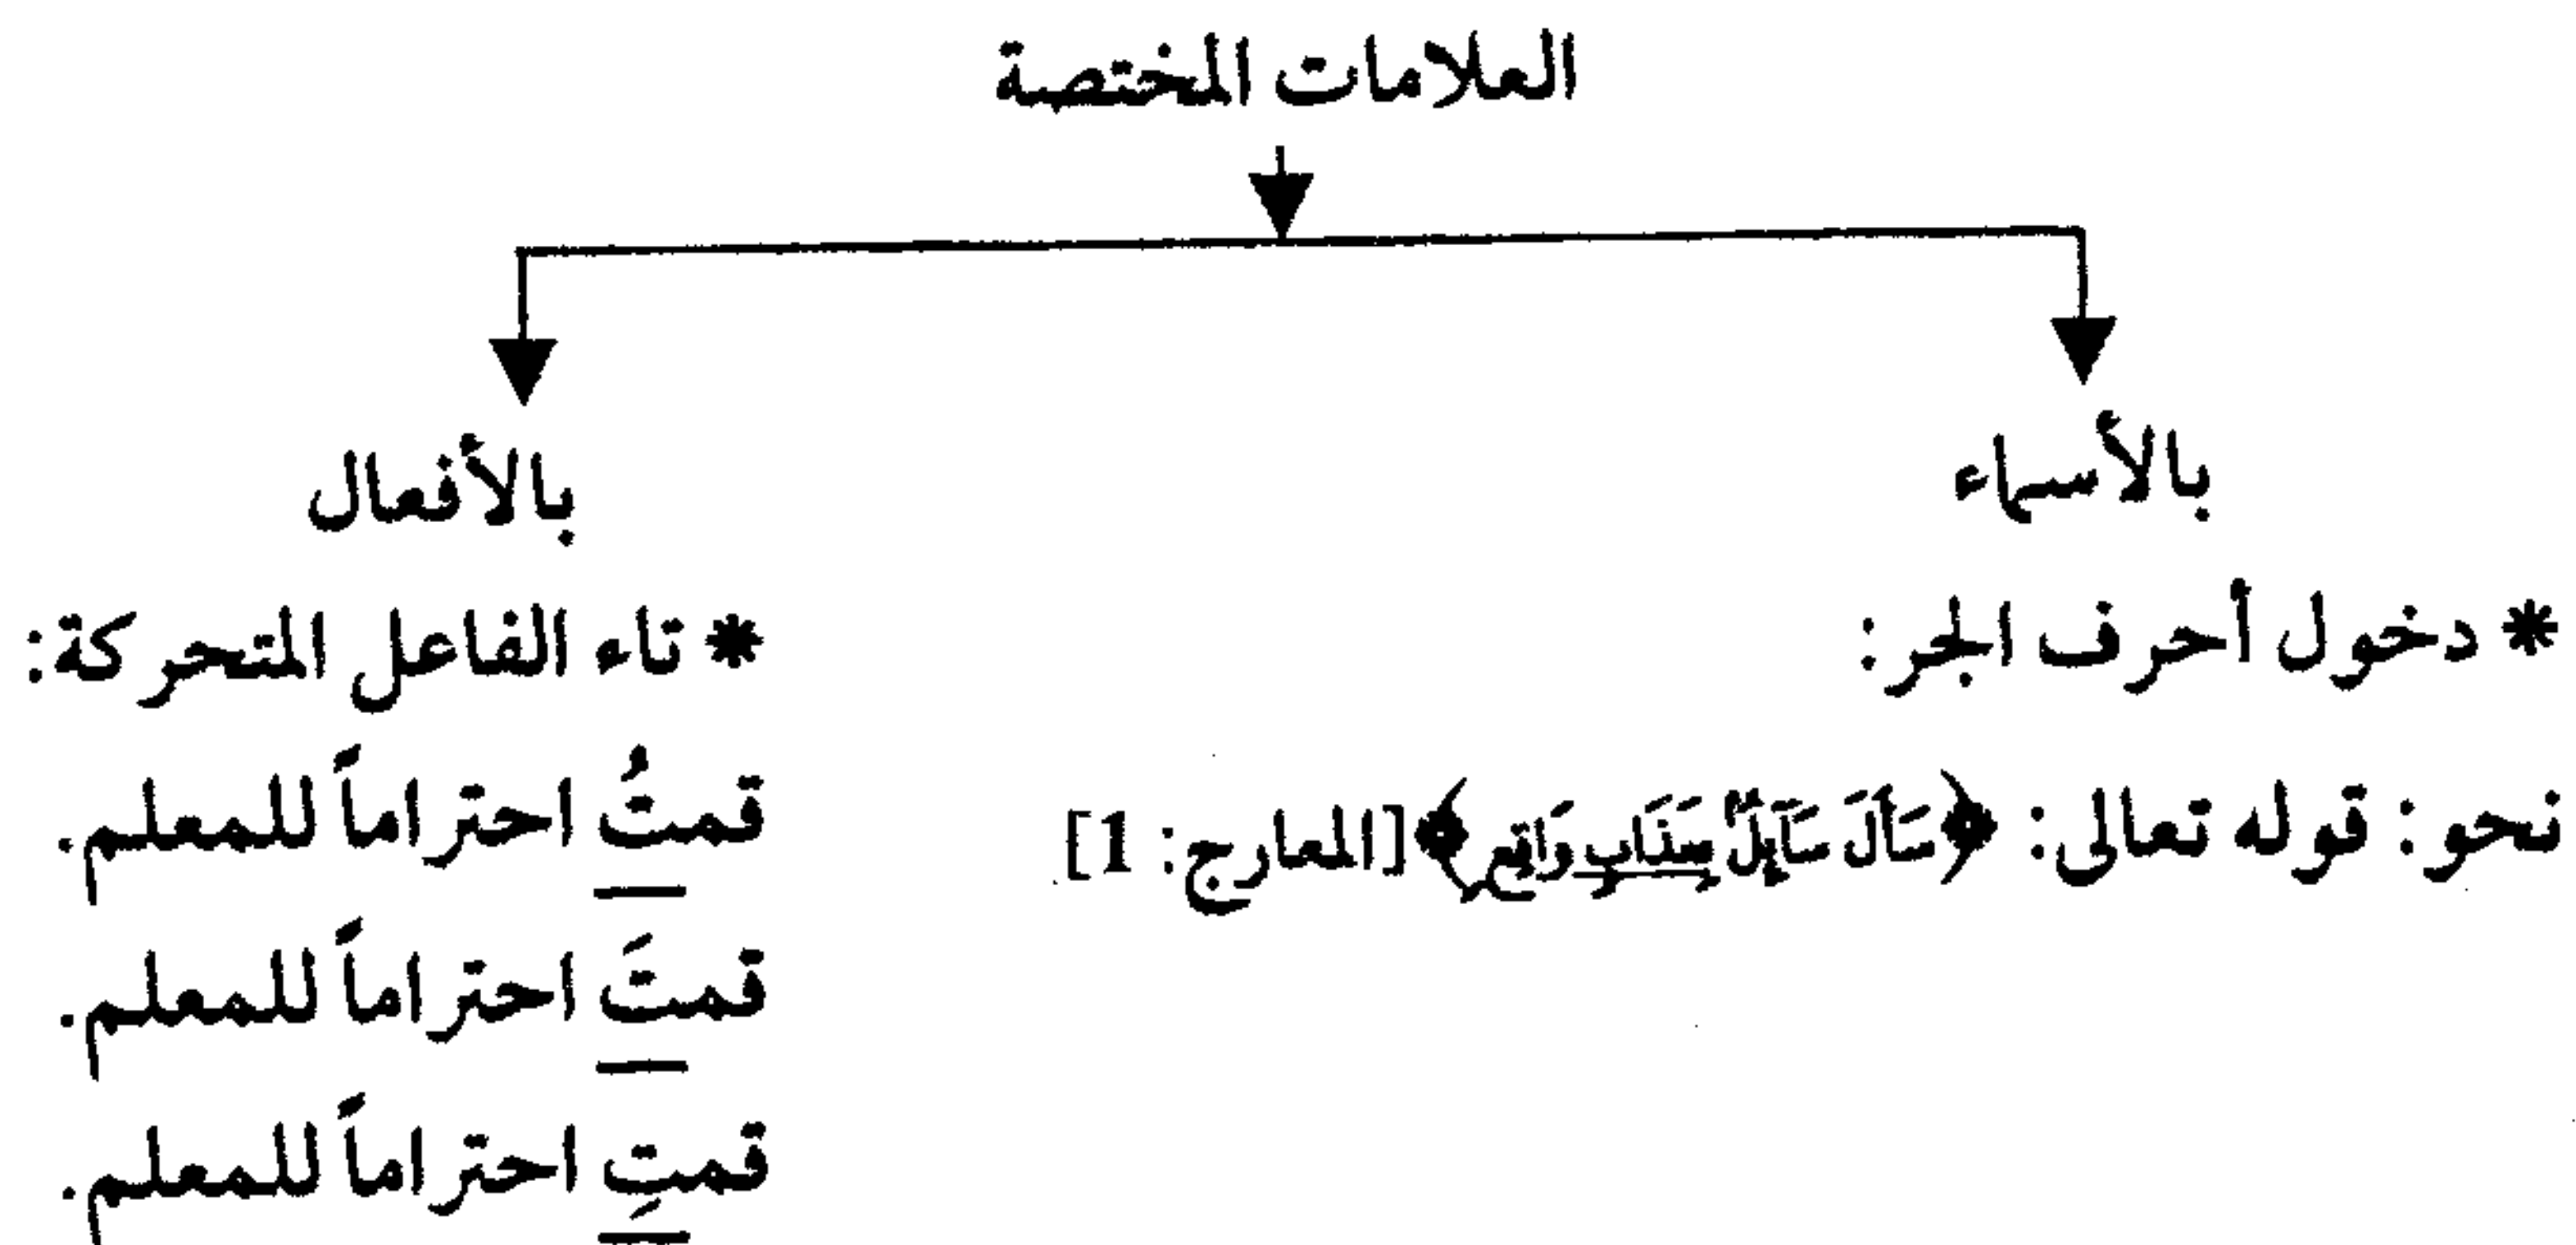 العلامات المختصة
بالأسماء
* دخول أحرف الجر:
نحو: قوله تعالى: ﴿سَأَلَ سَآئِلٌۢ بِعَذَابٍ وَاقِعٍ﴾ [المعارج: 1]
بالأفعال
* تاء الفاعل المتحركة:
قمتُ احتراماً للمعلم.
قمتَ احتراماً للمعلم.
قمتِ احتراماً للمعلم.